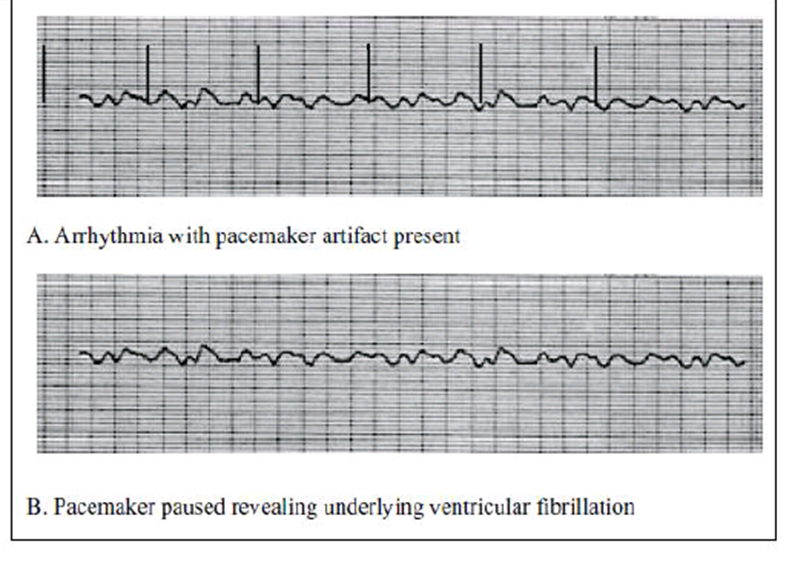 A. Arrhythmia with pacemaker artifact present
B. Pacemaker paused revealing underlying ventricular fibrillation